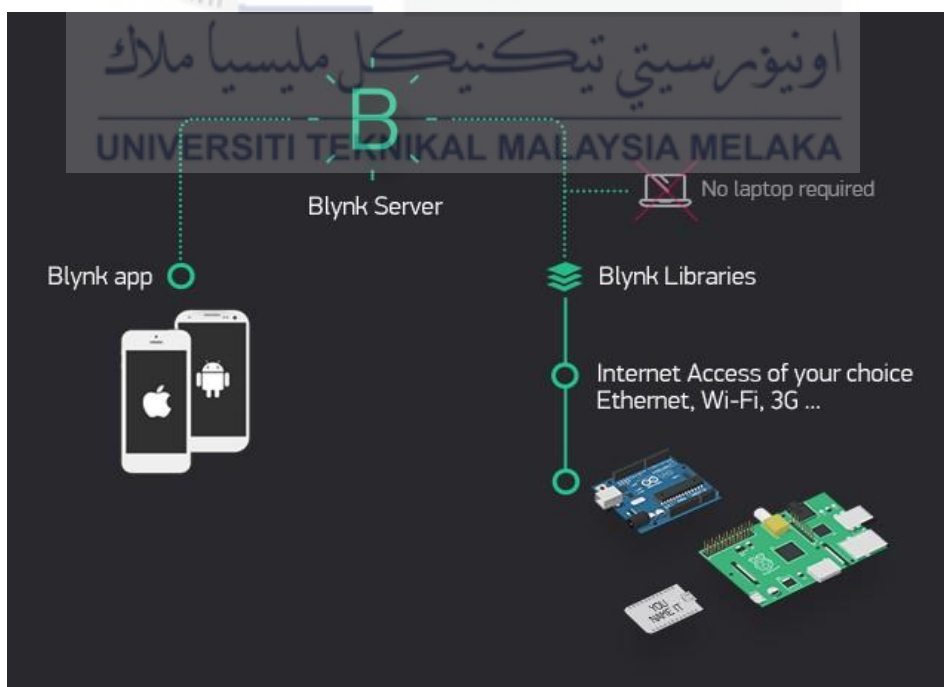 اونيۏرسيتي تيكنيكل مليسيا ملاك
UNIVERSITI TEKNIKAL MALAYSIA MELAKA
B
Blynk Server
No laptop required
Blynk app
Blynk Libraries
Internet Access of your choice
Ethernet, Wi-Fi, 3G ...
YOU
NAME IT